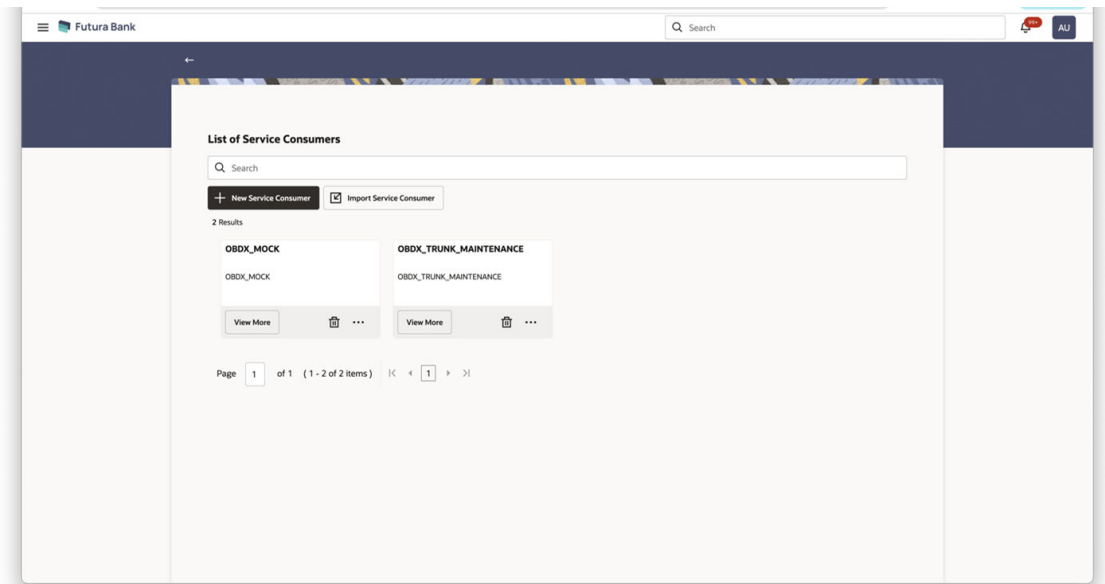 Futura Bank
Search
99+
AU
List of Service Consumers
Search
New Service Consumer
Import Service Consumer
2 Results
OBDX_MOCK
OBDX_TRUNK_MAINTENANCE
OBDX_MOCK
OBDX_TRUNK_MAINTENANCE
View More
View More
Page 1 of 1 ( 1 - 2 of 2 items ) 1